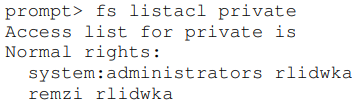 prompt> fs listacl private
Access list for private is
Normal rights:
  system:administrators rlidwka
  remzi rlidwka